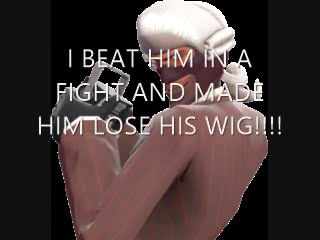 I BEAT HIM IN A
FIGHT AND MADE
HIM LOSE HIS WIG!!!!